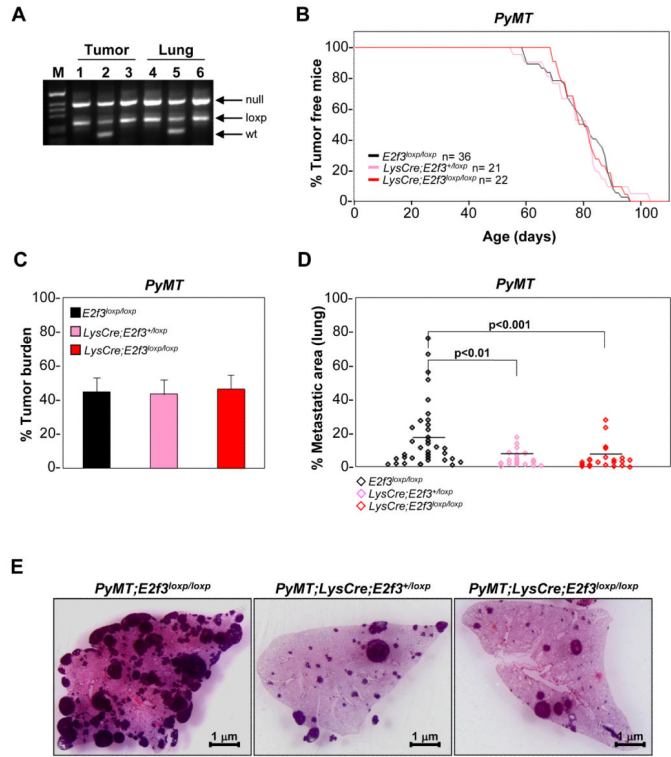 A
Tumor Lung
M 1 2 3 4 5 6
null
loxp
wt
B
PyMT
% Tumor free mice
100
80
60
40
20
0
E2f3loxp/loxp n= 36
LysCre;E2f3+/loxp n= 21
LysCre;E2f3loxp/loxp n= 22
0 20 40 60 80 100
Age (days)
C
PyMT
% Tumor burden
100
80
60
40
20
0
E2f3loxp/loxp
LysCre;E2f3+/loxp
LysCre;E2f3loxp/loxp
D
PyMT
% Metastatic area (lung)
100
80
60
40
20
0
p<0.001
p<0.01
E2f3loxp/loxp
LysCre;E2f3+/loxp
LysCre;E2f3loxp/loxp
E
PyMT;E2f3loxp/loxp PyMT;LysCre;E2f3+/loxp PyMT;LysCre;E2f3loxp/loxp
1 µm 1 µm 1 µm